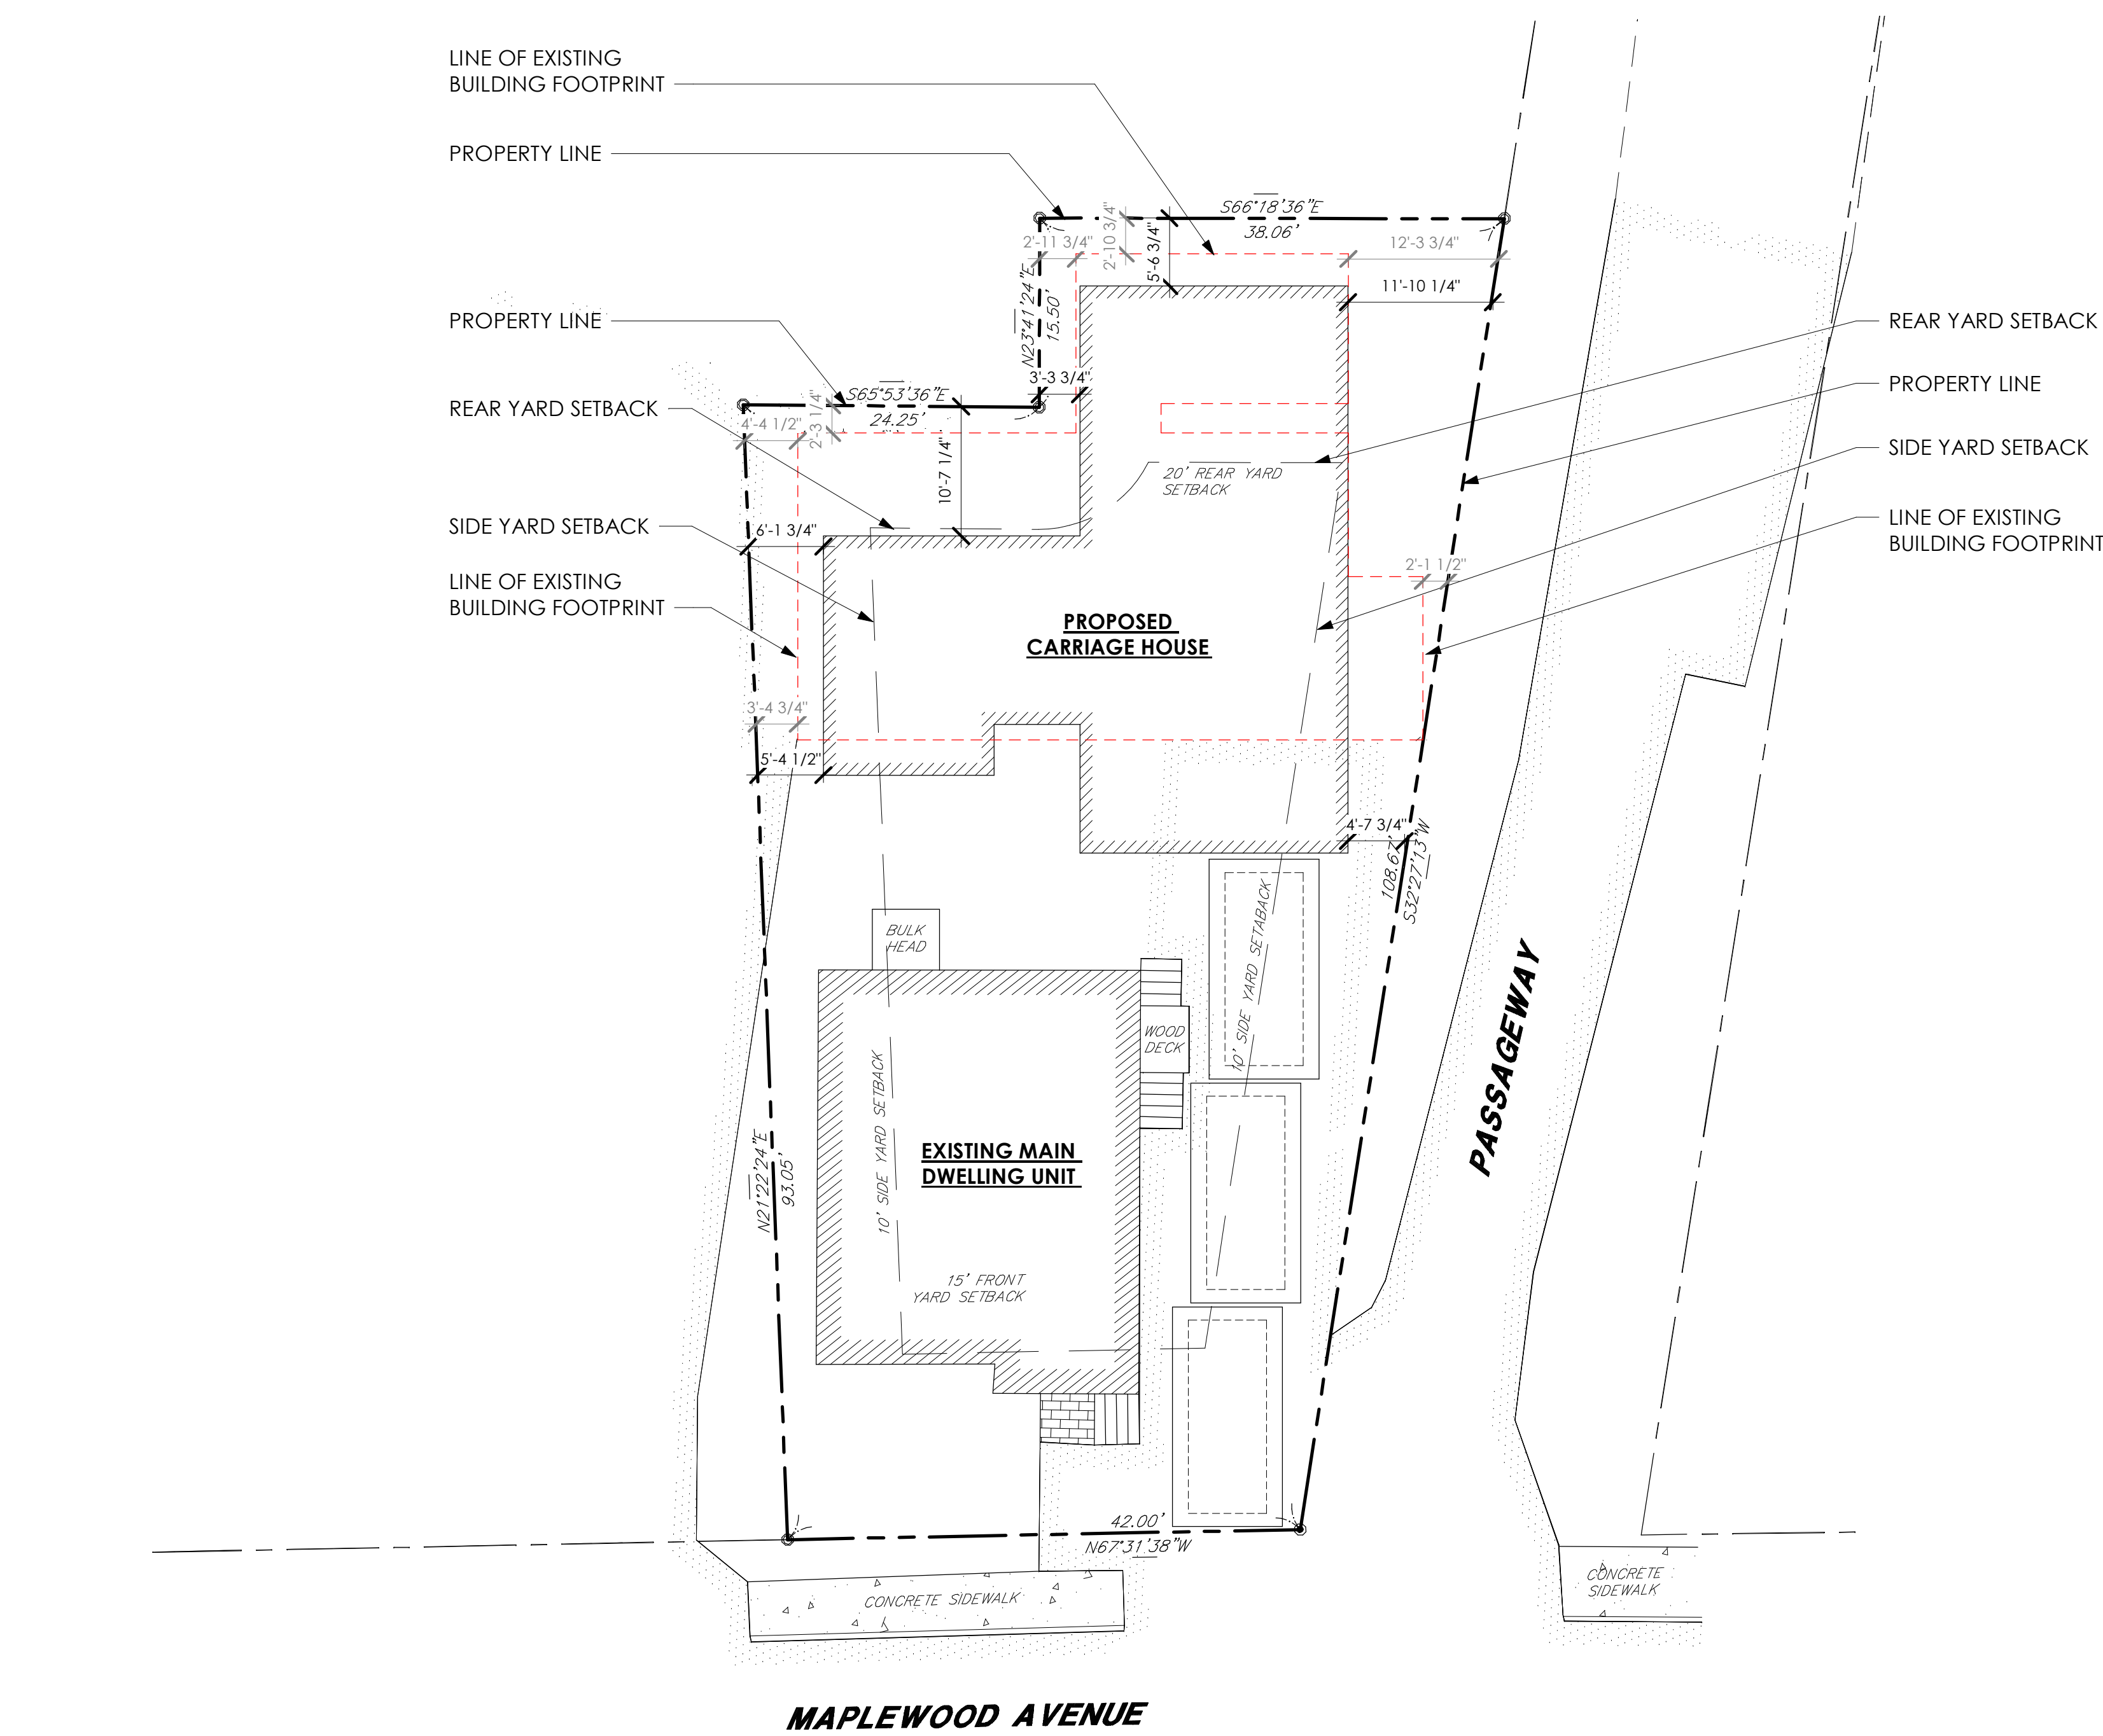 LINE OF EXISTING
BUILDING FOOTPRINT
PROPERTY LINE
S66°18'36"E
38.06'
2'-11 3/4"
2'-10 3/4"
5'-6 3/4"
12'-3 3/4"
11'-10 1/4"
N23°41'24"E
15.50'
PROPERTY LINE
REAR YARD SETBACK
3'-3 3/4"
S65°53'36"E
24.25'
PROPERTY LINE
REAR YARD SETBACK
4'-4 1/2"
2'-3 1/4"
10'-7 1/4"
20' REAR YARD
SETBACK
SIDE YARD SETBACK
SIDE YARD SETBACK
6'-1 3/4"
LINE OF EXISTING
BUILDING FOOTPRINT
2'-1 1/2"
LINE OF EXISTING
BUILDING FOOTPRINT
PROPOSED
CARRIAGE HOUSE
3'-4 3/4"
5'-4 1/2"
4'-7 3/4"
108.67'
S32°27'13"W
BULK
HEAD
10' SIDE YARD SETABACK
PASSAGEWAY
WOOD
DECK
10' SIDE YARD SETBACK
EXISTING MAIN
DWELLING UNIT
N21°22'24"E
93.05'
15' FRONT
YARD SETBACK
42.00'
N67°31'38"W
CONCRETE SIDEWALK
CONCRETE
SIDEWALK
MAPLEWOOD AVENUE